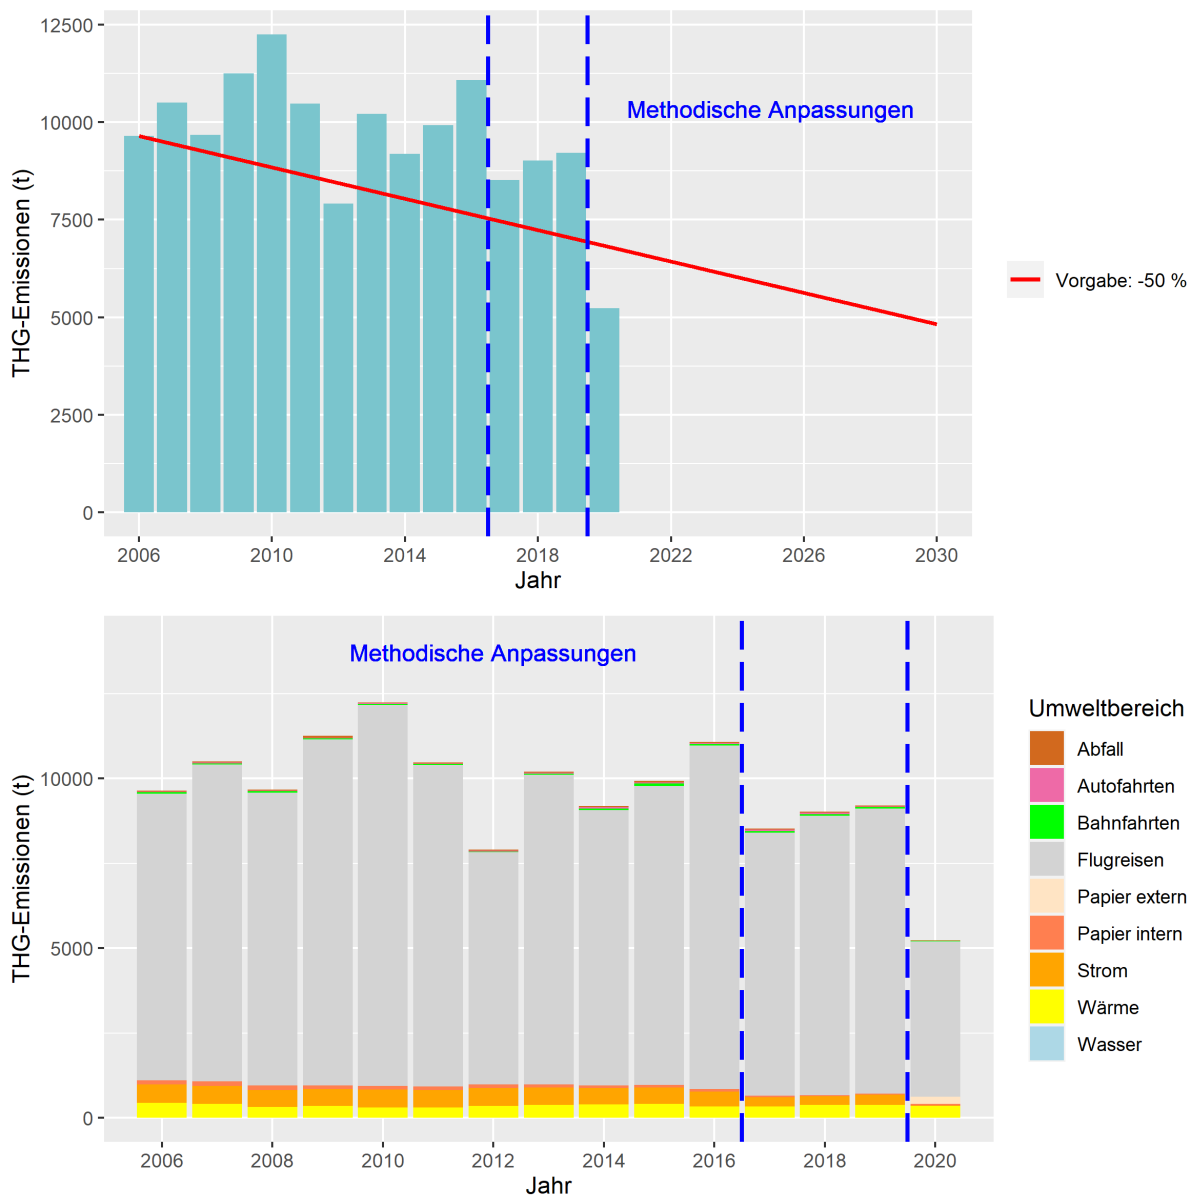 12500
10000
7500
5000
2500
0
THG-Emissionen (t)
Methodische Anpassungen
Vorgabe: -50 %
2006 2010 2014 2018 2022 2026 2030
Jahr
Methodische Anpassungen
10000
5000
0
THG-Emissionen (t)
2006 2008 2010 2012 2014 2016 2018 2020
Jahr
Umweltbereich
Abfall
Autofahrten
Bahnfahrten
Flugreisen
Papier extern
Papier intern
Strom
Wärme
Wasser